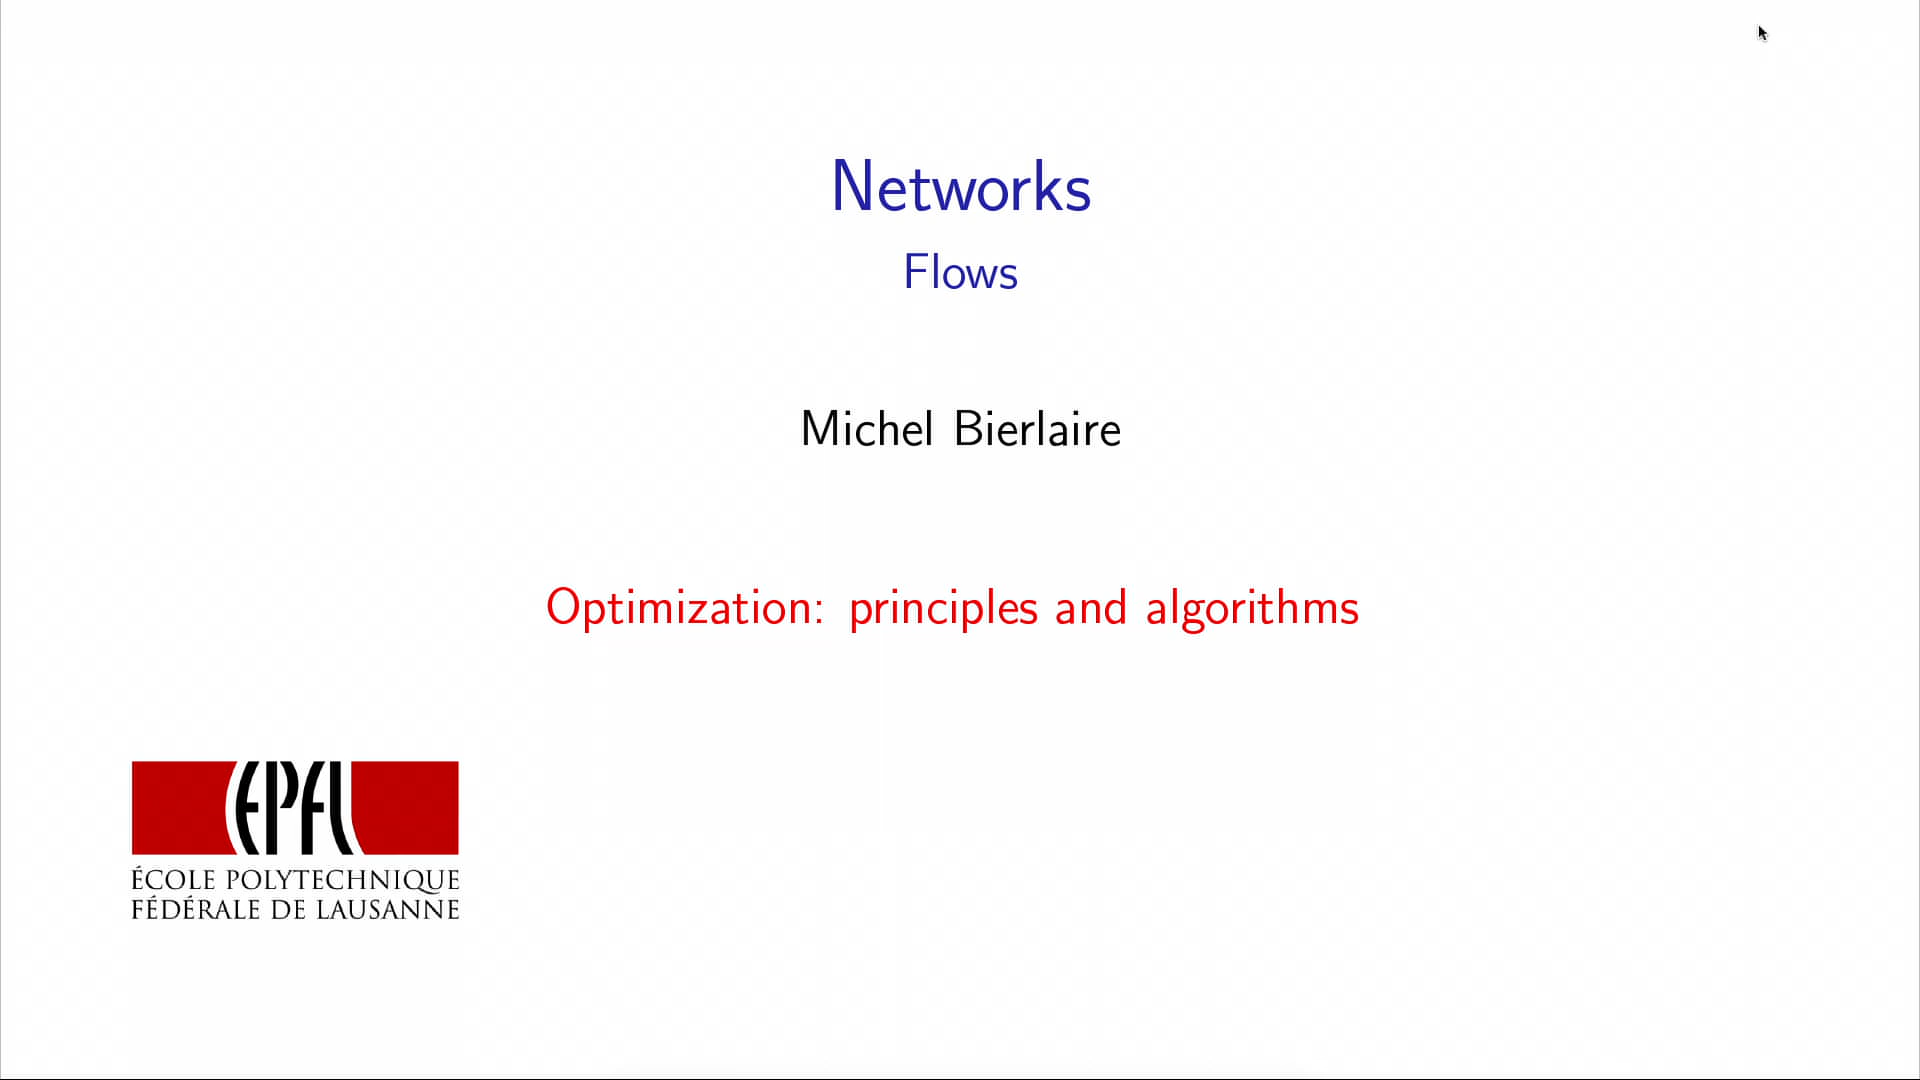 Networks
Flows
Michel Bierlaire
Optimization: principles and algorithms
EPFL
ÉCOLE POLYTECHNIQUE
FÉDÉRALE DE LAUSANNE